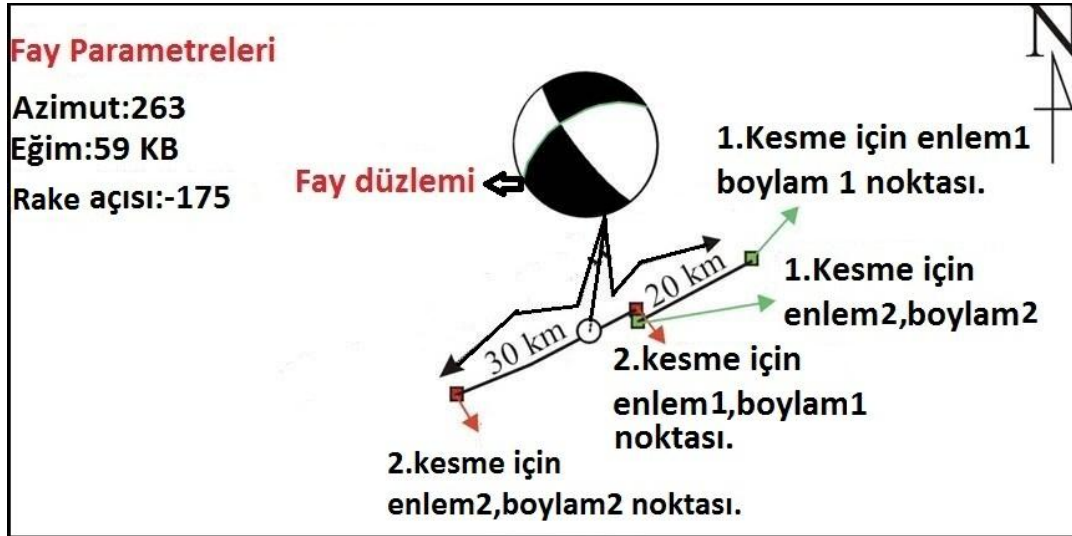 N
Fay Parametreleri
Azimut:263
Eğim:59 KB
Rake açısı:-175
Fay düzlemi
1.Kesme için enlem1
boylam 1 noktası.
20 km
1.Kesme için
enlem2,boylam2
30 km
2.kesme için
enlem1,boylam1
noktası.
2.kesme için
enlem2,boylam2 noktası.